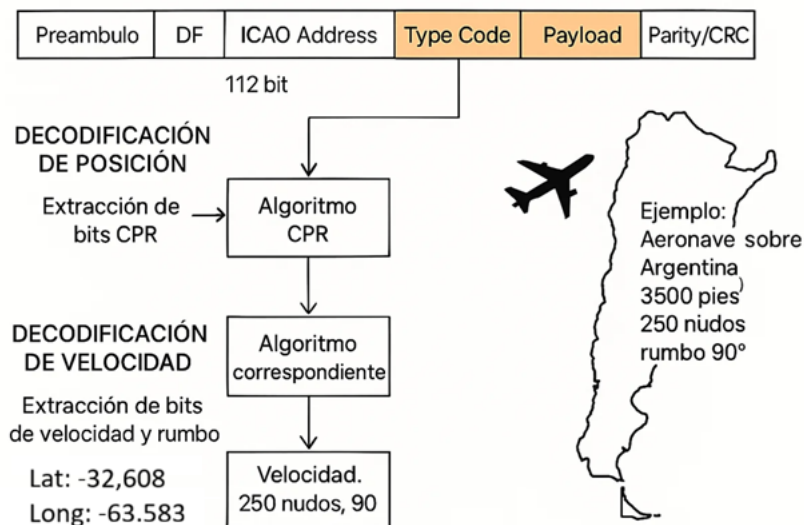 Preambulo DF ICAO Address Type Code Payload Parity/CRC
112 bit
DECODIFICACIÓN
DE POSICIÓN
Extracción de
bits CPR
Algoritmo
CPR
DECODIFICACIÓN
DE VELOCIDAD
Extracción de bits
de velocidad y rumbo
Algoritmo
correspondiente
Lat: -32,608
Long: -63.583
Velocidad.
250 nudos, 90
Ejemplo:
Aeronave sobre
Argentina
3500 pies
250 nudos
rumbo 90°